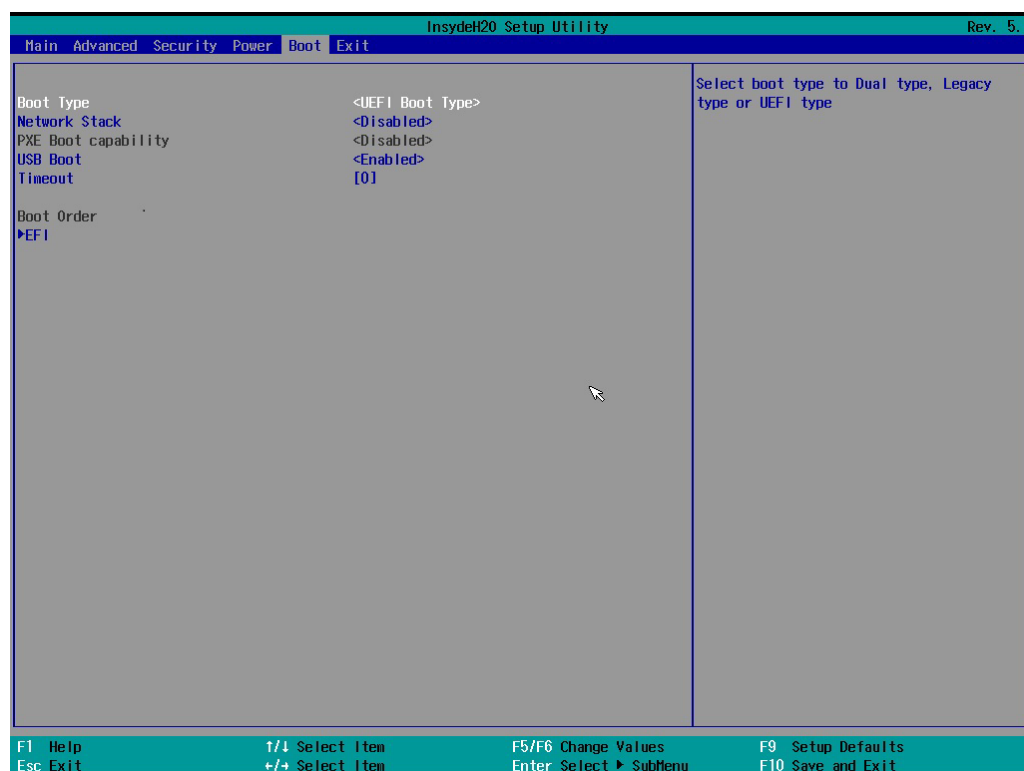 InsydeH20 Setup Utility Rev. 5.
Main Advanced Security Power Boot Exit
Boot Type <UEFI Boot Type>
Network Stack <Disabled>
PXE Boot capability <Disabled>
USB Boot <Enabled>
Timeout [0]
Boot Order
▶EFI
Select boot type to Dual type, Legacy
type or UEFI type
F1 Help ↑/↓ Select Item F5/F6 Change Values F9 Setup Defaults
Esc Exit ←/→ Select Item Enter Select ▶ SubMenu F10 Save and Exit